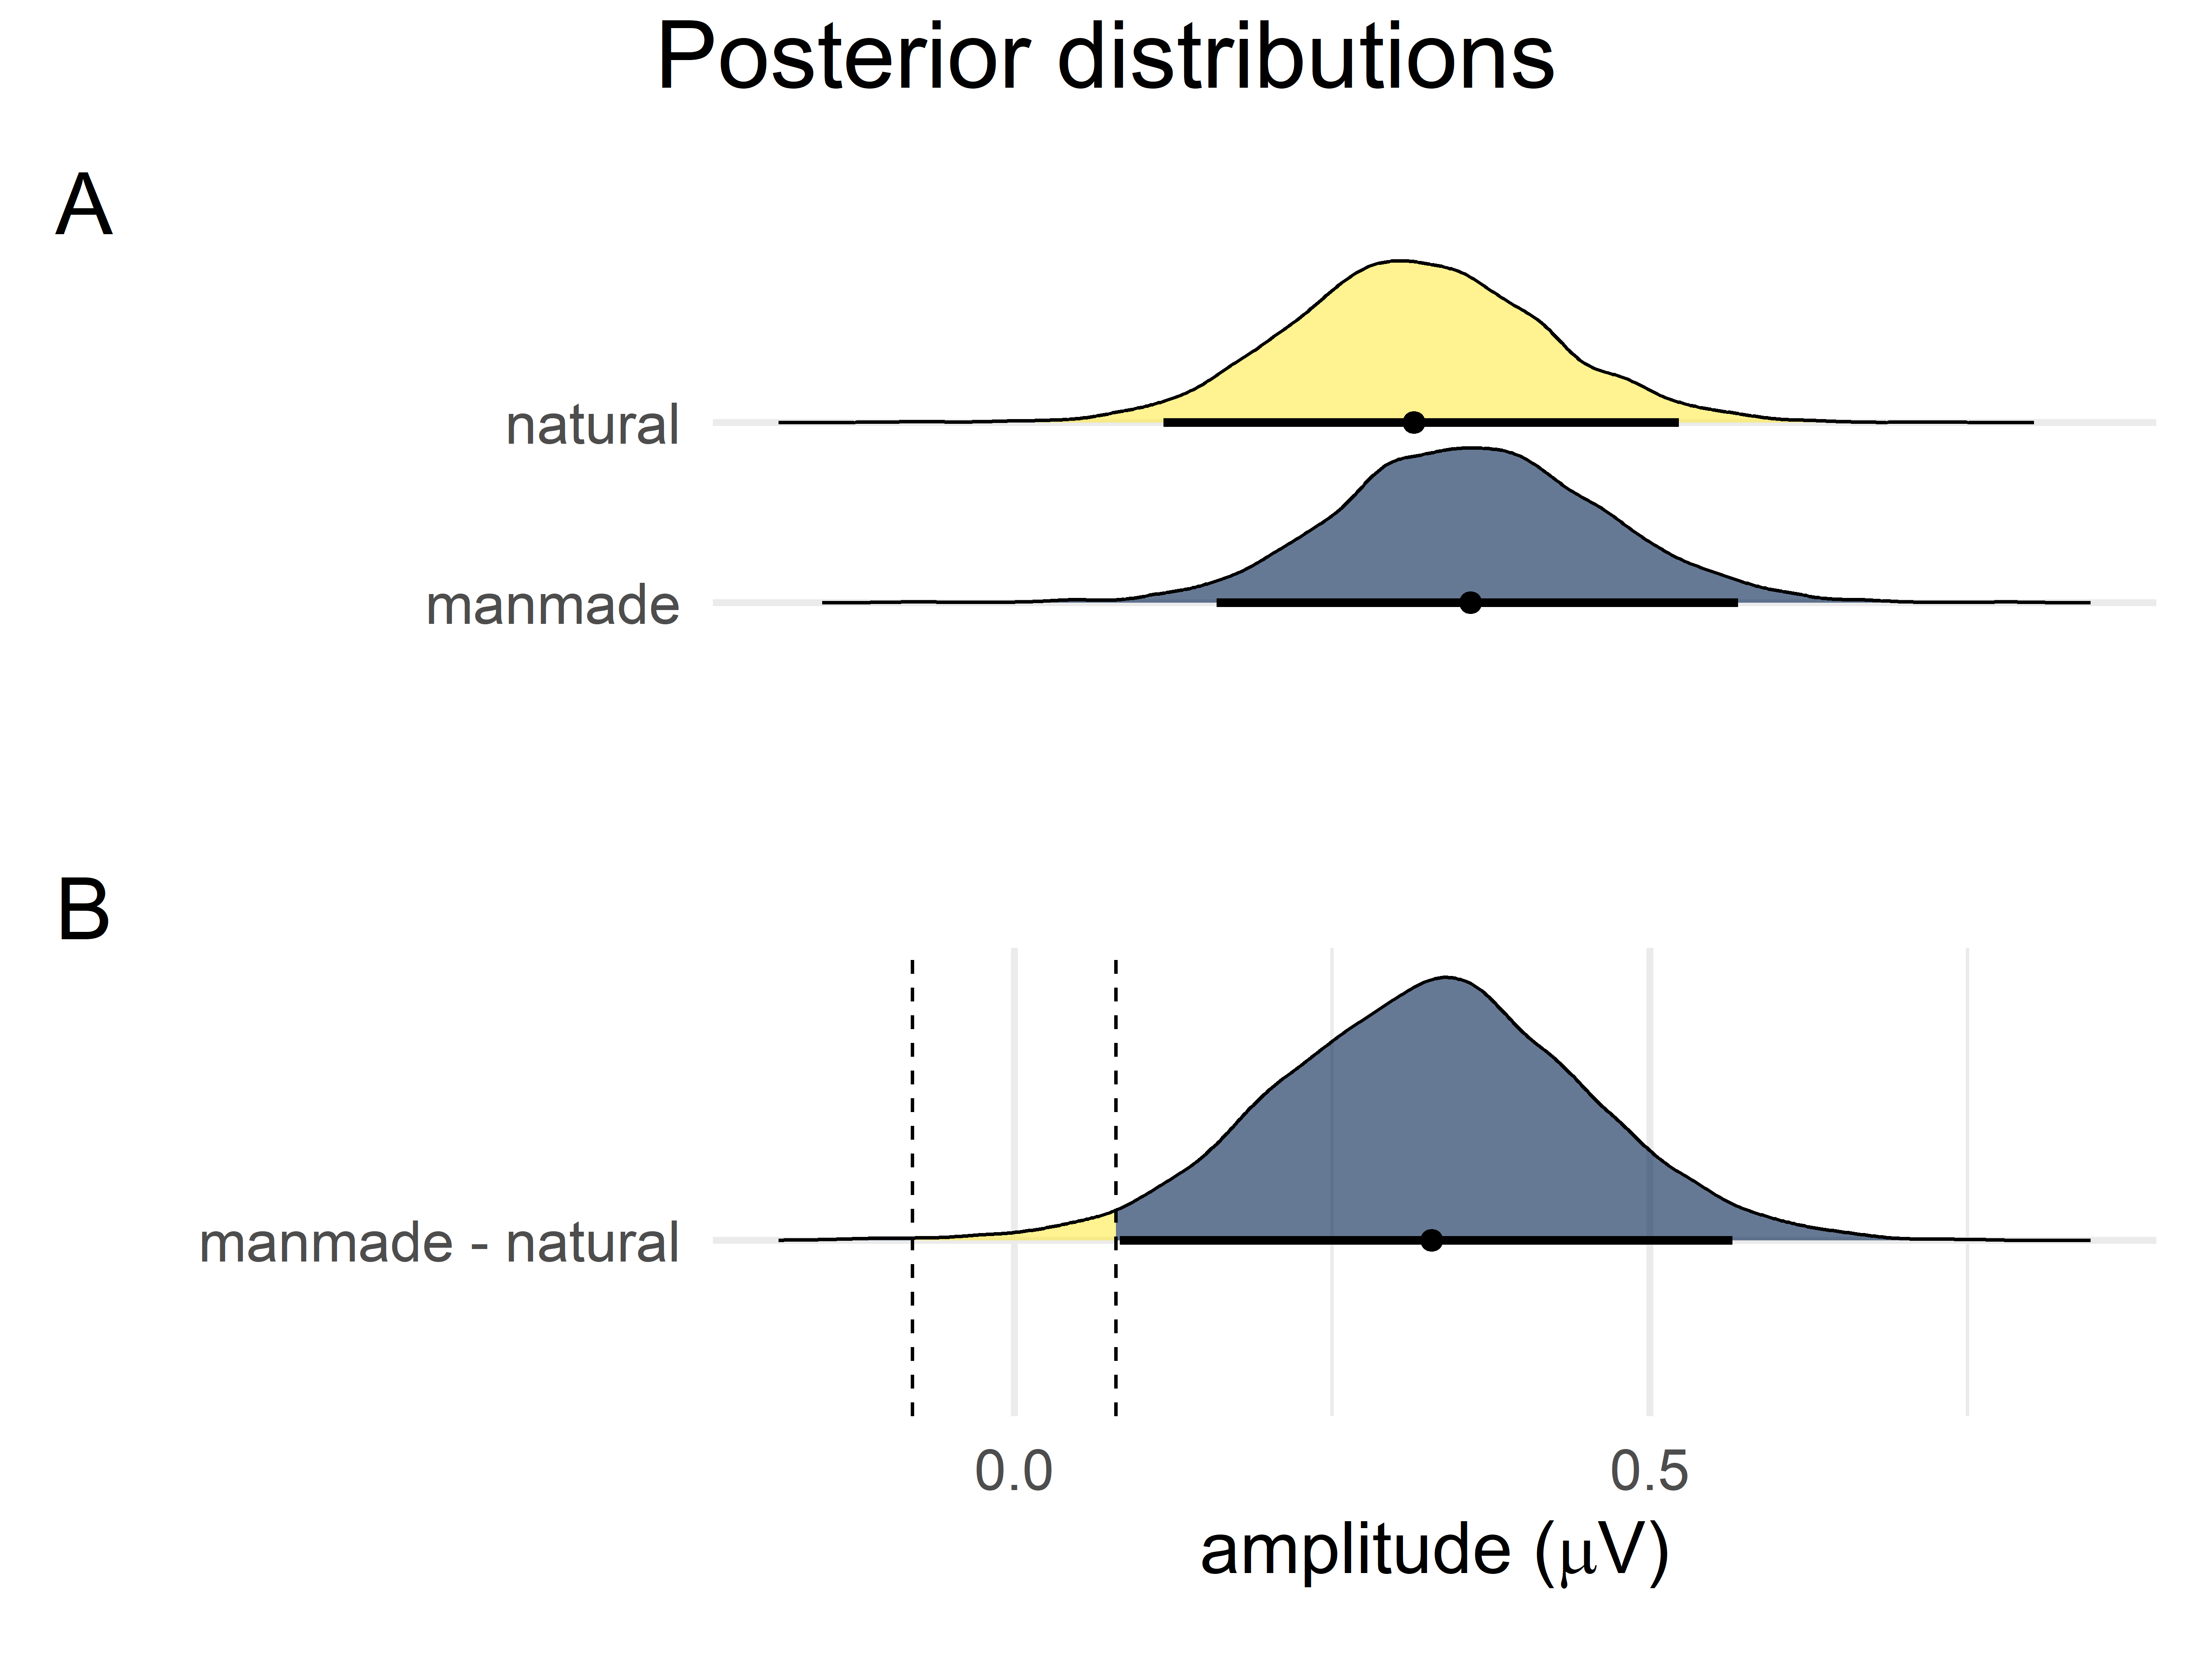 Posterior distributions
A
natural
manmade
B
manmade - natural
0.0
0.5
amplitude (μV)